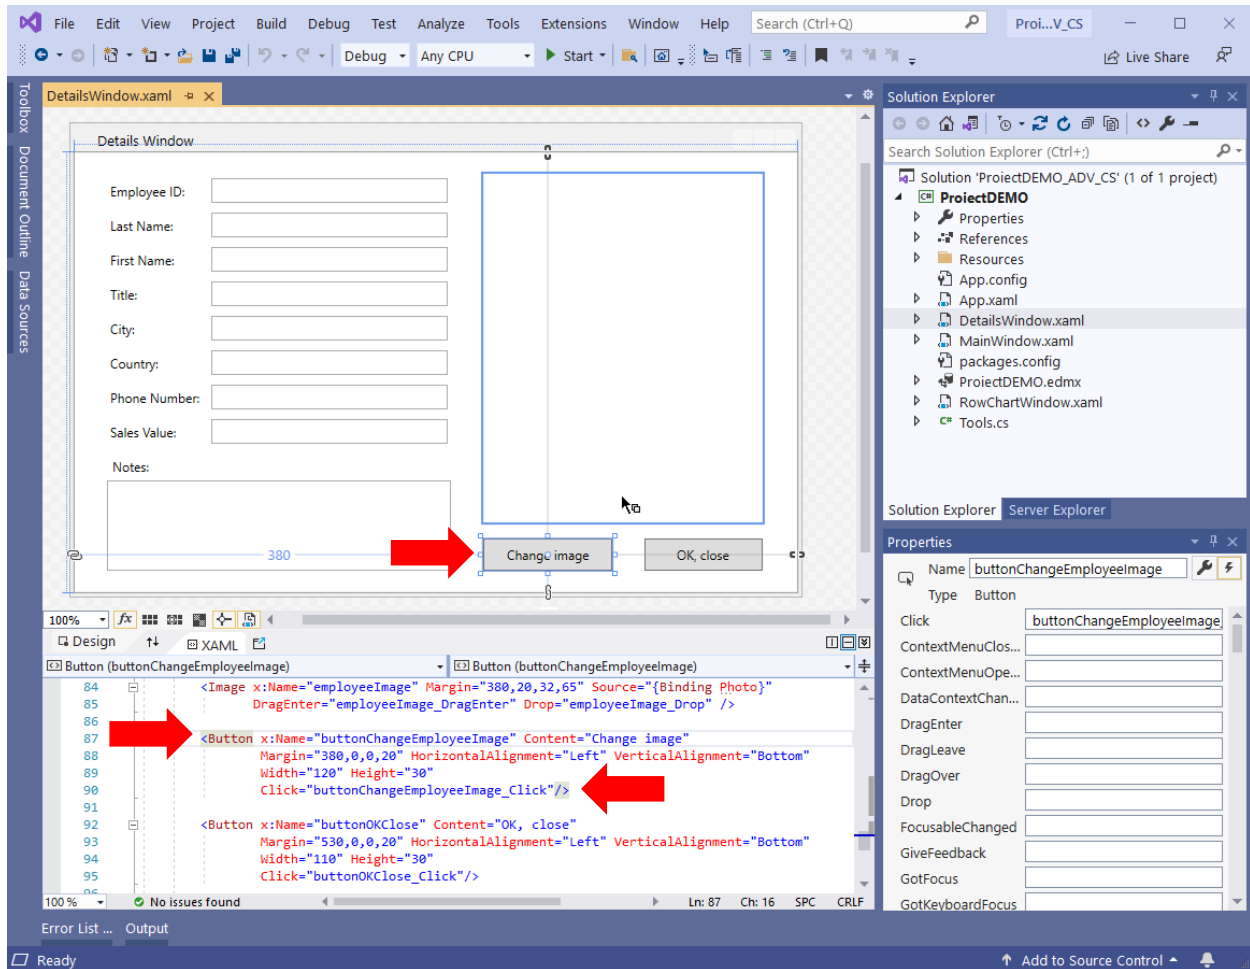 File Edit View Project Build Debug Test Analyze Tools Extensions Window Help Search (Ctrl+Q) Proi...V_CS
Debug Any CPU Start Live Share
Toolbox
Document Outline
Data Sources
DetailsWindow.xaml
Details Window
Employee ID:
Last Name:
First Name:
Title:
City:
Country:
Phone Number:
Sales Value:
Notes:
380
Change image
OK, close
100% fx
Design XAML
Button (buttonChangeEmployeeImage) Button (buttonChangeEmployeeImage)
84 <Image x:Name="employeeImage" Margin="380,20,32,65" Source="{Binding Photo}"
85 DragEnter="employeeImage_DragEnter" Drop="employeeImage_Drop" />
86
87 <Button x:Name="buttonChangeEmployeeImage" Content="Change image"
88 Margin="380,0,0,20" HorizontalAlignment="Left" VerticalAlignment="Bottom"
89 Width="120" Height="30"
90 Click="buttonChangeEmployeeImage_Click"/>
91
92 <Button x:Name="buttonOKClose" Content="OK, close"
93 Margin="530,0,0,20" HorizontalAlignment="Left" VerticalAlignment="Bottom"
94 Width="110" Height="30"
95 Click="buttonOKClose_Click"/>
96
100 % No issues found Ln: 87 Ch: 16 SPC CRLF
Error List ... Output
Solution Explorer
Search Solution Explorer (Ctrl+;)
Solution 'ProiectDEMO_ADV_CS' (1 of 1 project)
C# ProiectDEMO
Properties
References
Resources
App.config
App.xaml
DetailsWindow.xaml
MainWindow.xaml
packages.config
ProiectDEMO.edmx
RowChartWindow.xaml
C# Tools.cs
Solution Explorer Server Explorer
Properties
Name buttonChangeEmployeeImage
Type Button
Click buttonChangeEmployeeImage_
ContextMenuClos...
ContextMenuOpe...
DataContextChan...
DragEnter
DragLeave
DragOver
Drop
FocusableChanged
GiveFeedback
GotFocus
GotKeyboardFocus
Ready Add to Source Control